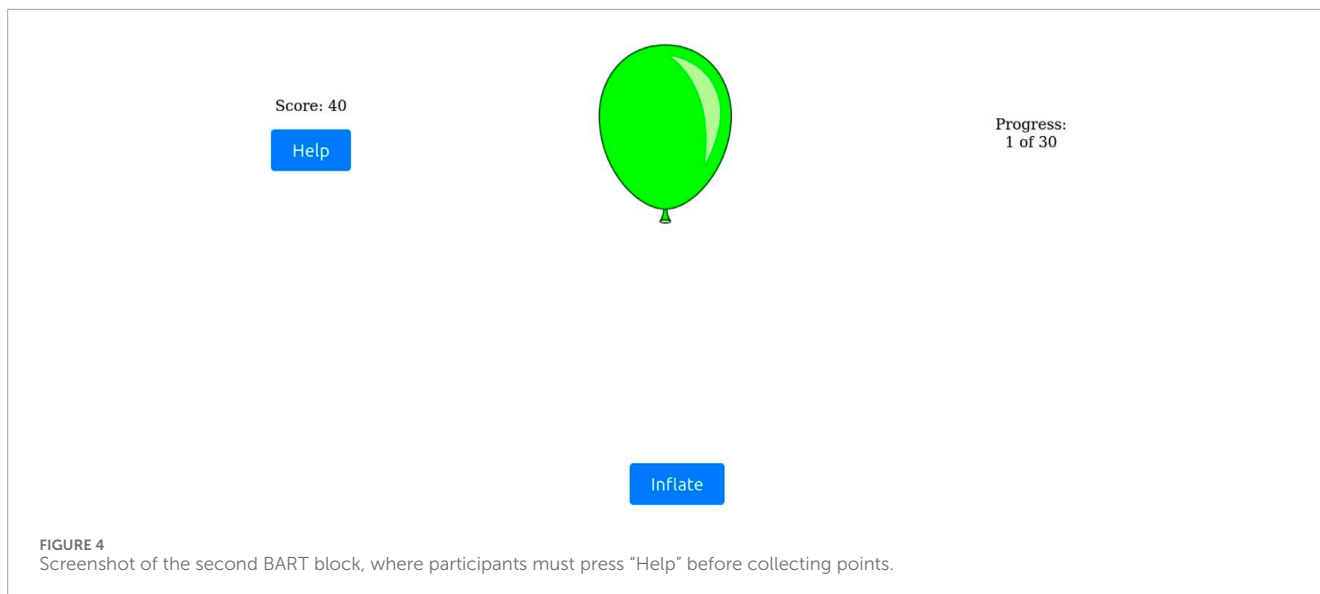 Score: 40
Help
Progress:
1 of 30
Inflate
FIGURE 4
Screenshot of the second BART block, where participants must press “Help” before collecting points.